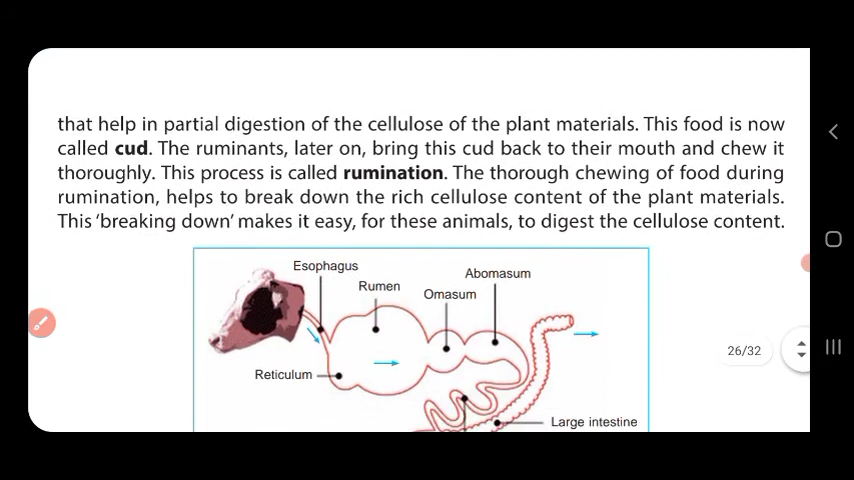 that help in partial digestion of the cellulose of the plant materials. This food is now
called cud. The ruminants, later on, bring this cud back to their mouth and chew it
thoroughly. This process is called rumination. The thorough chewing of food during
rumination, helps to break down the rich cellulose content of the plant materials.
This 'breaking down' makes it easy, for these animals, to digest the cellulose content.
Esophagus
Rumen
Omasum
Abomasum
Reticulum
Large intestine
26/32